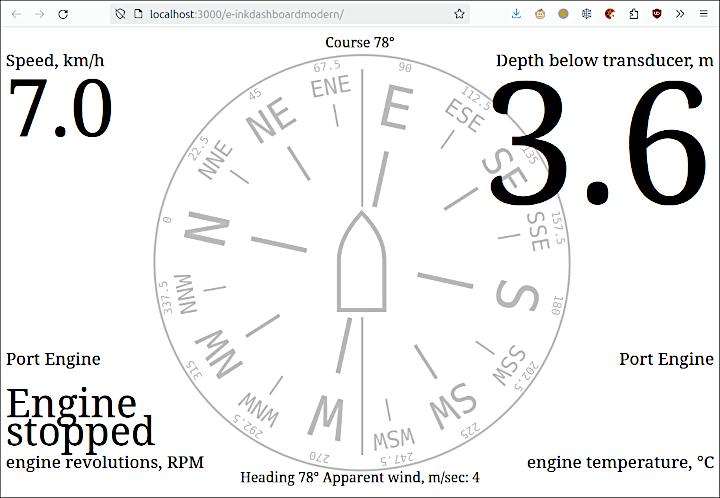 localhost:3000/e-inkdashboardmodern/
Course 78°
Speed, km/h
Depth below transducer, m
7.0
3.6
67.5
ENE
90
E
112.5
ESE
135
SE
157.5
SSE
180
S
202.5
SSW
225
SW
247.5
WSW
270
W
292.5
WNW
315
NW
337.5
NNW
0
N
22.5
NNE
45
NE
Port Engine
Port Engine
Engine
stopped
engine revolutions, RPM
engine temperature, °C
Heading 78° Apparent wind, m/sec: 4